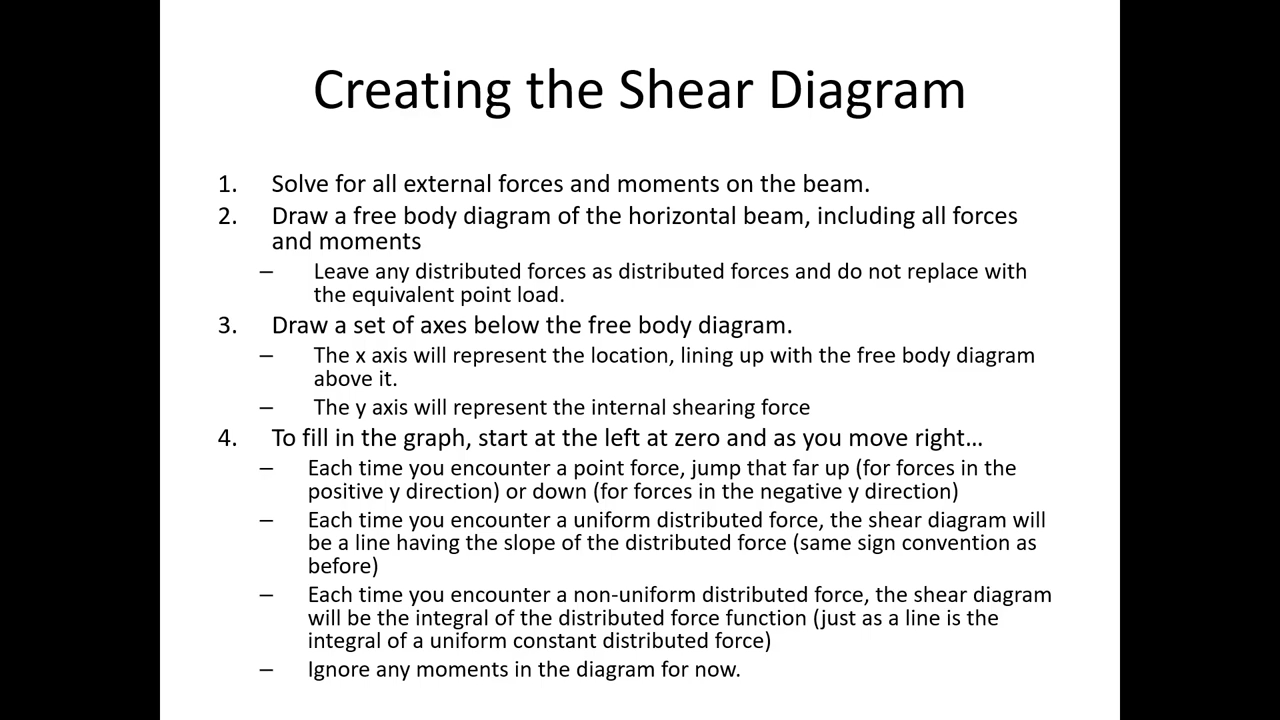 Creating the Shear Diagram
1. Solve for all external forces and moments on the beam.
2. Draw a free body diagram of the horizontal beam, including all forces
and moments
– Leave any distributed forces as distributed forces and do not replace with
the equivalent point load.
3. Draw a set of axes below the free body diagram.
– The x axis will represent the location, lining up with the free body diagram
above it.
– The y axis will represent the internal shearing force
4. To fill in the graph, start at the left at zero and as you move right…
– Each time you encounter a point force, jump that far up (for forces in the
positive y direction) or down (for forces in the negative y direction)
– Each time you encounter a uniform distributed force, the shear diagram will
be a line having the slope of the distributed force (same sign convention as
before)
– Each time you encounter a non-uniform distributed force, the shear diagram
will be the integral of the distributed force function (just as a line is the
integral of a uniform constant distributed force)
– Ignore any moments in the diagram for now.